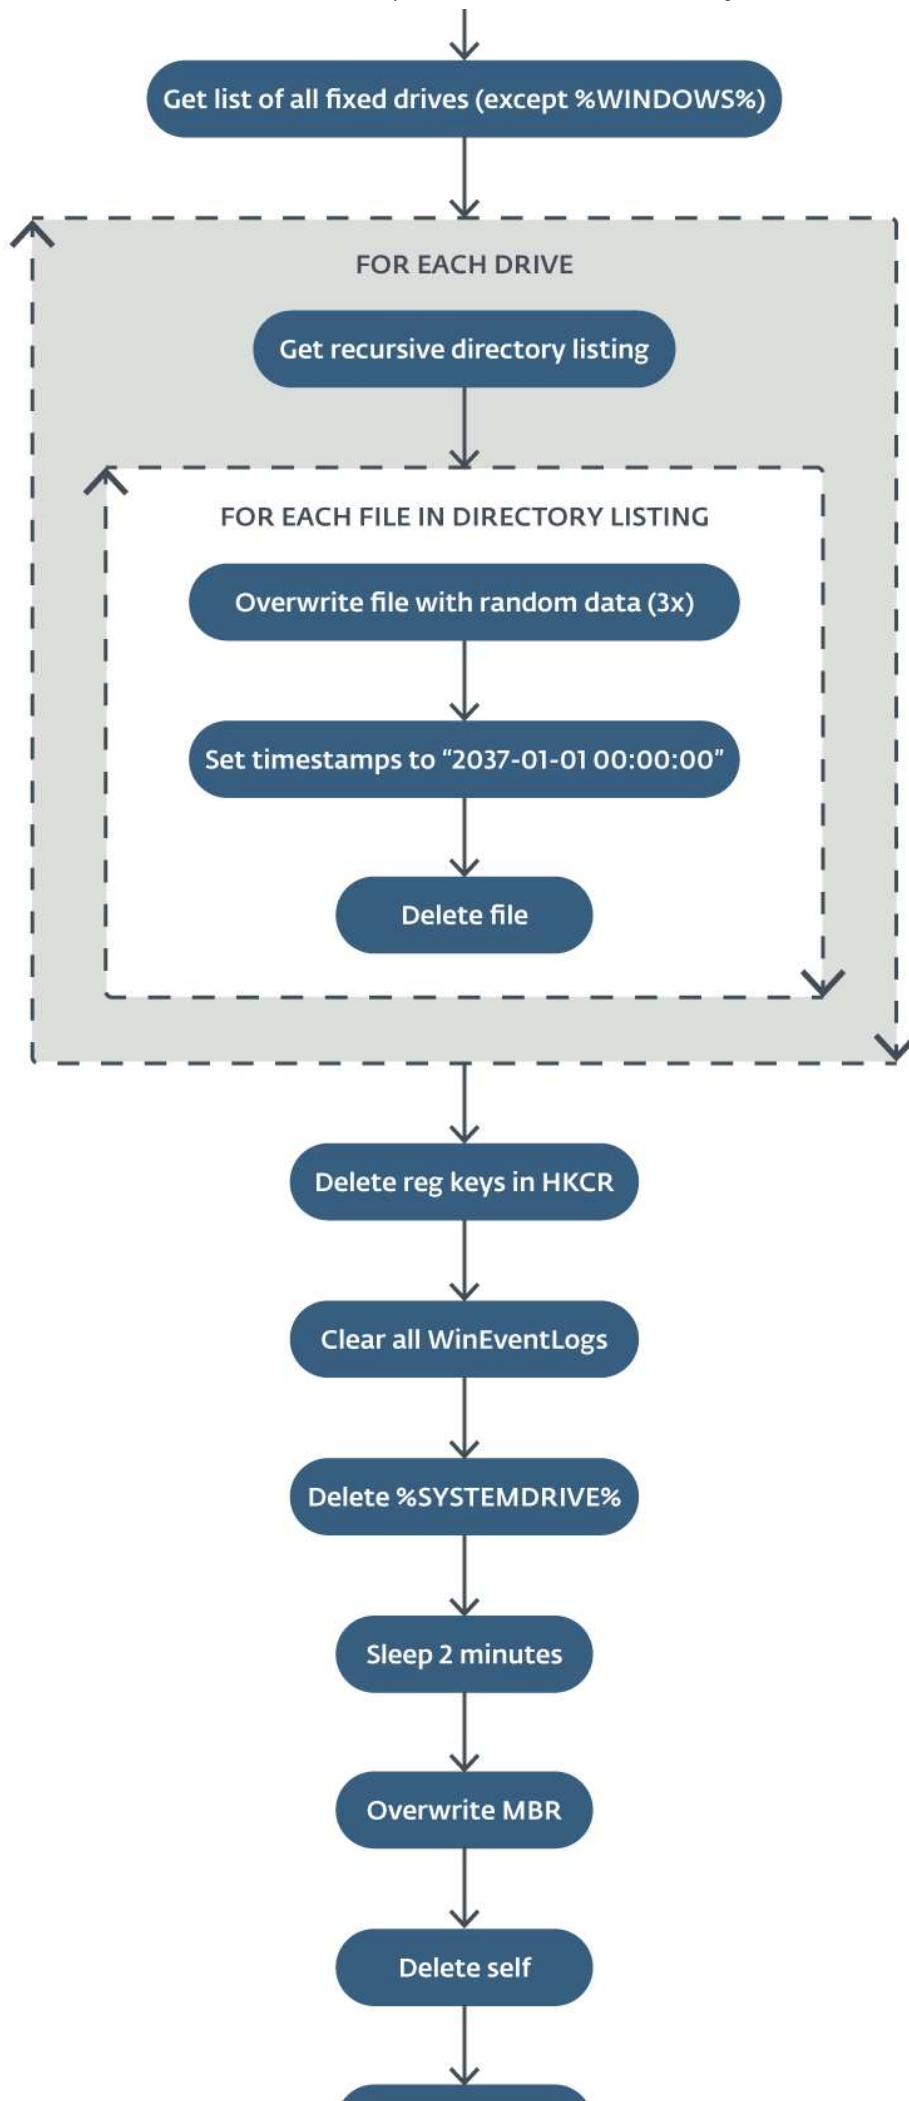 Get list of all fixed drives (except %WINDOWS%)
FOR EACH DRIVE
Get recursive directory listing
FOR EACH FILE IN DIRECTORY LISTING
Overwrite file with random data (3x)
Set timestamps to “2037-01-01 00:00:00”
Delete file
Delete reg keys in HKCR
Clear all WinEventLogs
Delete %SYSTEMDRIVE%
Sleep 2 minutes
Overwrite MBR
Delete self